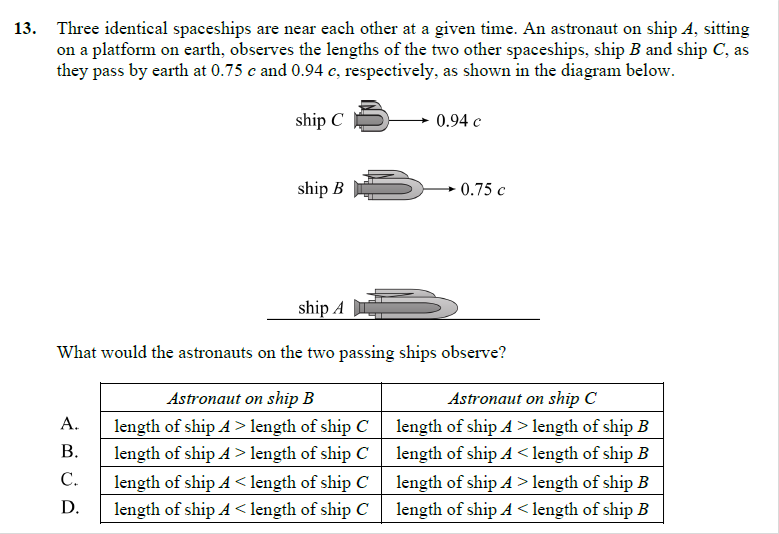 13. Three identical spaceships are near each other at a given time. An astronaut on ship A, sitting
on a platform on earth, observes the lengths of the two other spaceships, ship B and ship C, as
they pass by earth at 0.75 c and 0.94 c, respectively, as shown in the diagram below.
ship C 0.94 c
ship B 0.75 c
ship A
What would the astronauts on the two passing ships observe?
Astronaut on ship B Astronaut on ship C
A. length of ship A > length of ship C length of ship A > length of ship B
B. length of ship A > length of ship C length of ship A < length of ship B
C. length of ship A < length of ship C length of ship A > length of ship B
D. length of ship A < length of ship C length of ship A < length of ship B